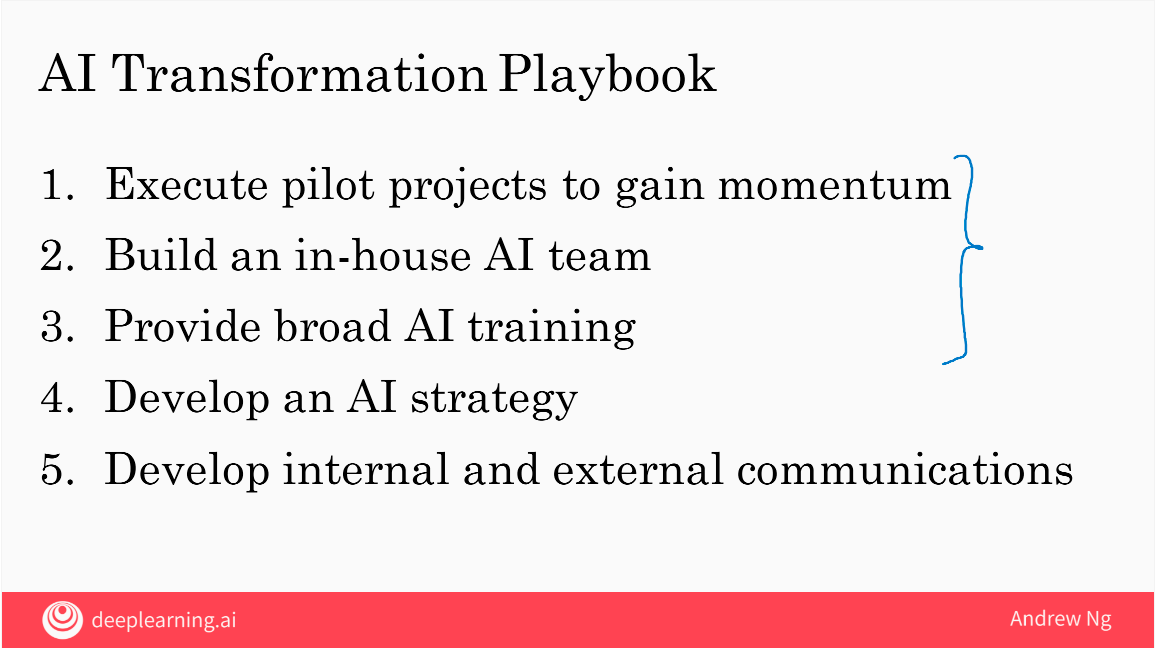 AI Transformation Playbook
1. Execute pilot projects to gain momentum
2. Build an in-house AI team
3. Provide broad AI training
4. Develop an AI strategy
5. Develop internal and external communications
deeplearning.ai
Andrew Ng